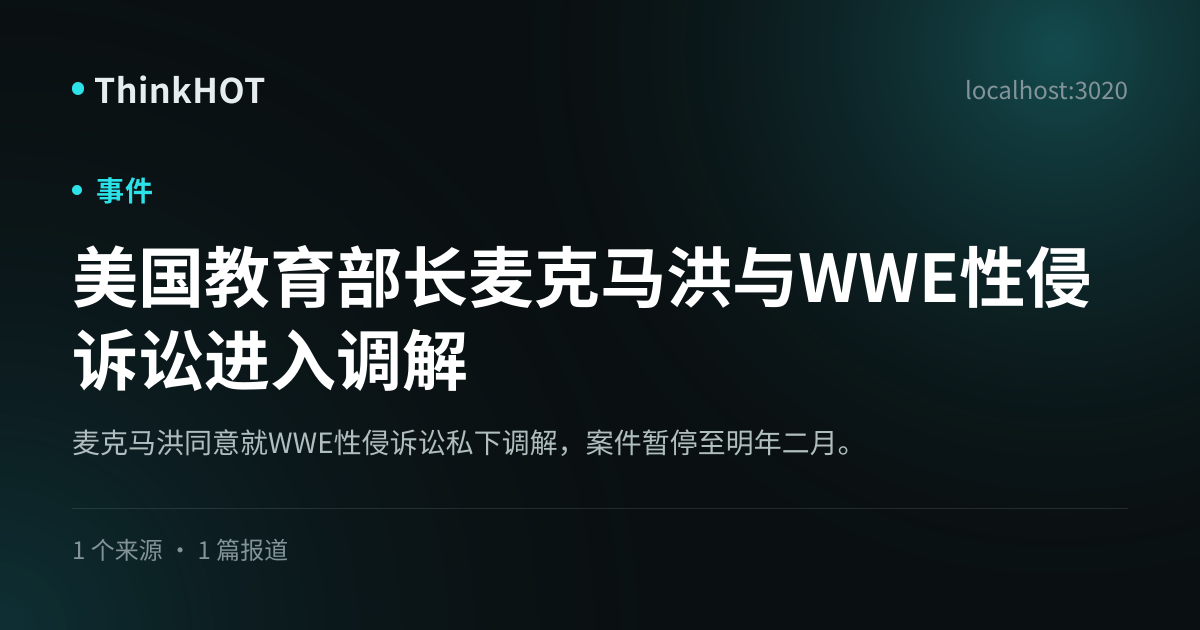 ThinkHOT
localhost:3020
事件
美国教育部长麦克马洪与WWE性侵
诉讼进入调解
麦克马洪同意就WWE性侵诉讼私下调解，案件暂停至明年二月。
1 个来源 · 1 篇报道